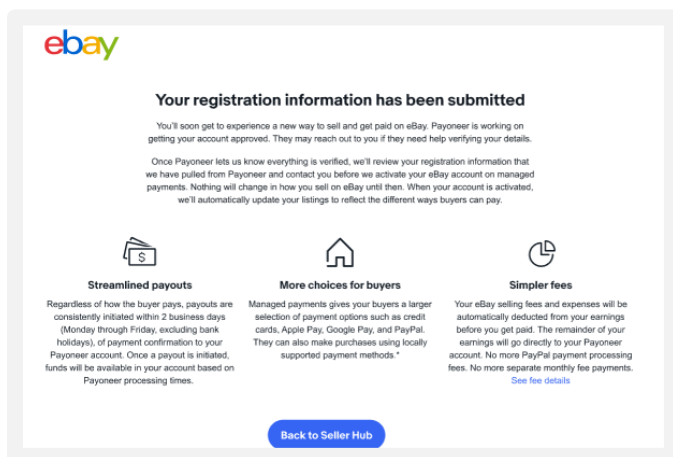 ebay
Your registration information has been submitted
You'll soon get to experience a new way to sell and get paid on eBay. Payoneer is working on
getting your account approved. They may reach out to you if they need help verifying your details.
Once Payoneer lets us know everything is verified, we'll review your registration information that
we have pulled from Payoneer and contact you before we activate your eBay account on managed
payments. Nothing will change in how you sell on eBay until then. When your account is activated,
we'll automatically update your listings to reflect the different ways buyers can pay.
$
Streamlined payouts
Regardless of how the buyer pays, payouts are
consistently initiated within 2 business days
(Monday through Friday, excluding bank
holidays), of payment confirmation to your
Payoneer account. Once a payout is initiated,
funds will be available in your account based on
Payoneer processing times.
More choices for buyers
Managed payments gives your buyers a larger
selection of payment options such as credit
cards, Apple Pay, Google Pay, and PayPal.
They can also make purchases using locally
supported payment methods.*
Simpler fees
Your eBay selling fees and expenses will be
automatically deducted from your earnings
before you get paid. The remainder of your
earnings will go directly to your Payoneer
account. No more PayPal payment processing
fees. No more separate monthly fee payments.
See fee details
Back to Seller Hub